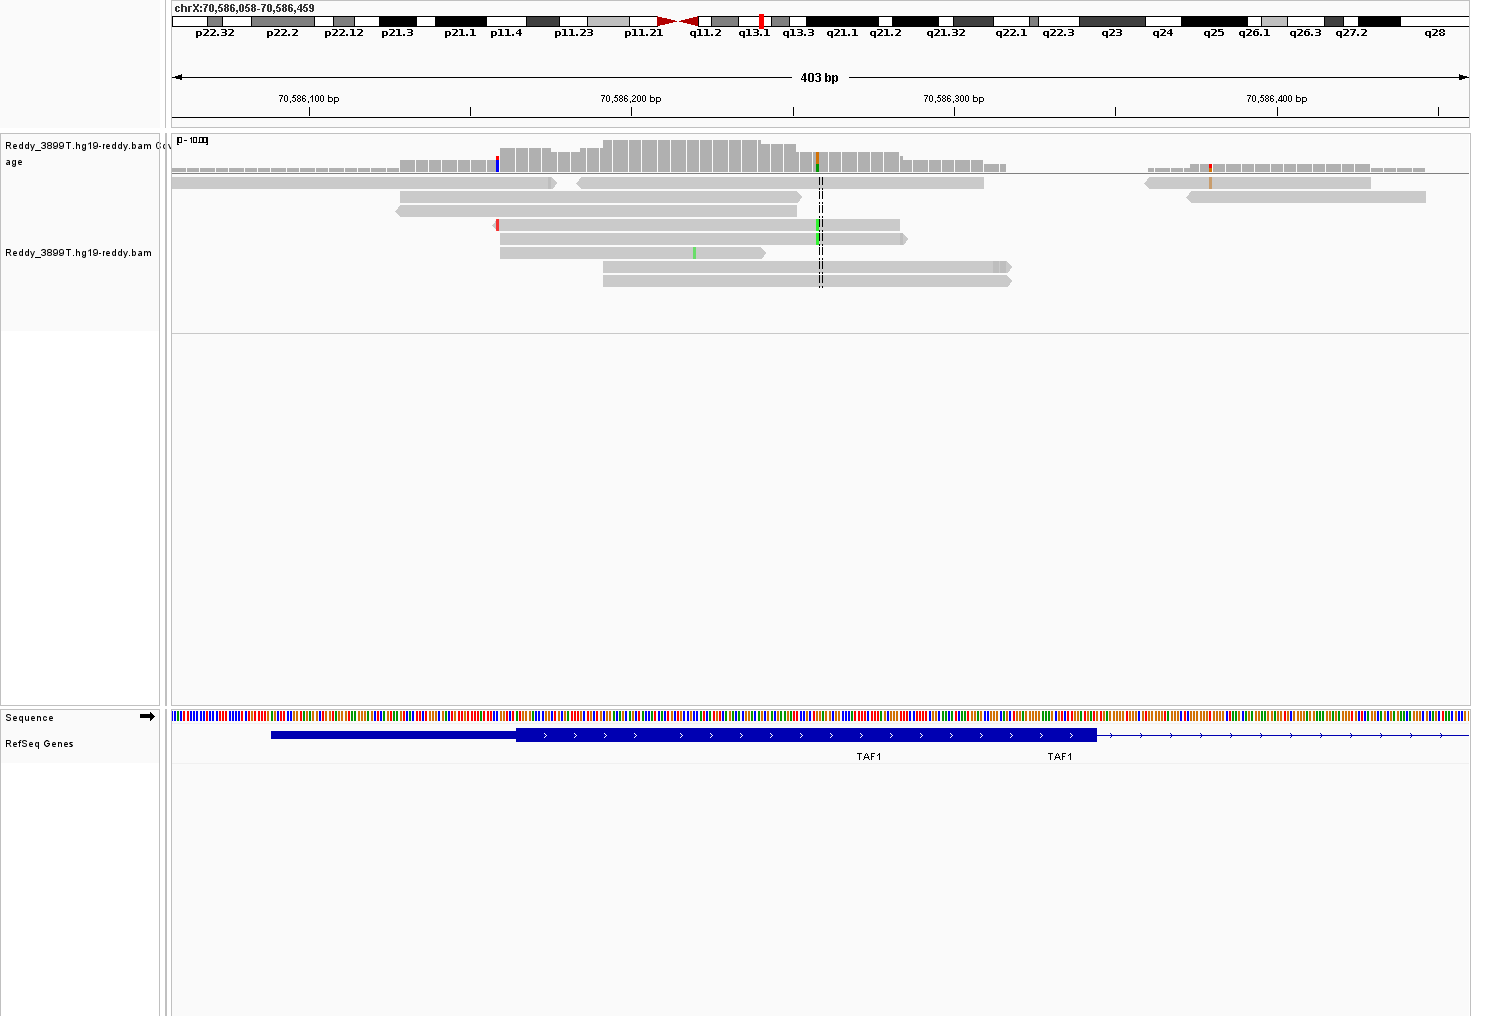 chrX:70,586,058-70,586,459
p22.32 p22.2 p22.12 p21.3 p21.1 p11.4 p11.23 p11.21 q11.2 q13.1 q13.3 q21.1 q21.2 q21.32 q22.1 q22.3 q23 q24 q25 q26.1 q26.3 q27.2 q28
403 bp
70,586,100 bp 70,586,200 bp 70,586,300 bp 70,586,400 bp
Reddy_3899T.hg19-reddy.bam Cov
age
[0 - 10.00]
Reddy_3899T.hg19-reddy.bam
Sequence
RefSeq Genes
TAF1 TAF1